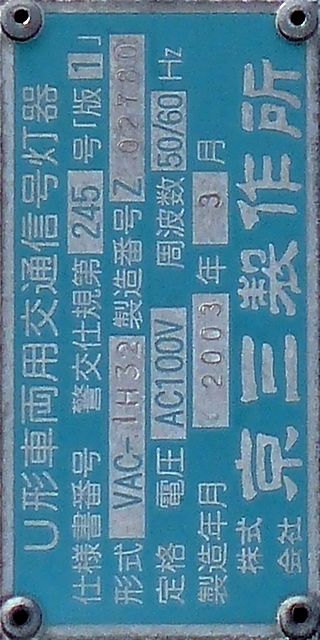 U形車両用交通信号灯器
仕様書番号 警交仕規第 245 号「版 1」
形式 VAC-1H32 製造番号 Z 02760
定格 電圧 AC100V 周波数 50/60 Hz
製造年月 2003 年 3 月
株式会社 京三製作所